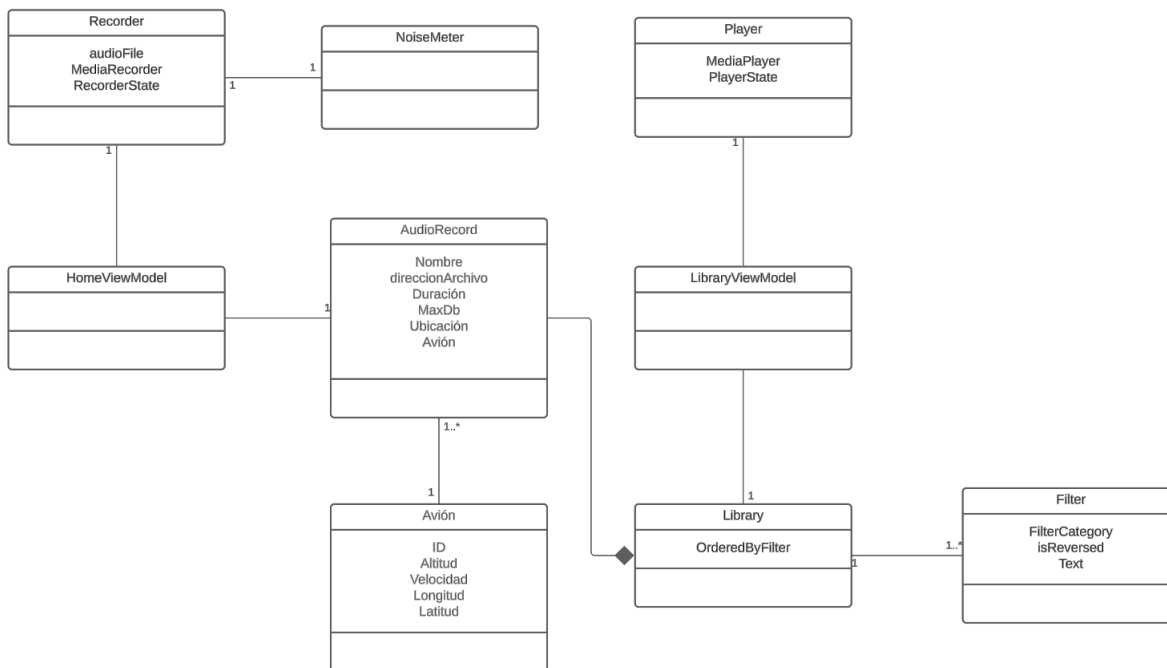 Recorder
audioFile
MediaRecorder
RecorderState
1
1
NoiseMeter
1
Player
MediaPlayer
PlayerState
HomeViewModel
1
AudioRecord
Nombre
direccionArchivo
Duración
MaxDb
Ubicación
Avión
1..*
LibraryViewModel
1
Avión
ID
Altitud
Velocidad
Longitud
Latitud
1
Library
OrderedByFilter
1
1..*
Filter
FilterCategory
isReversed
Text
1